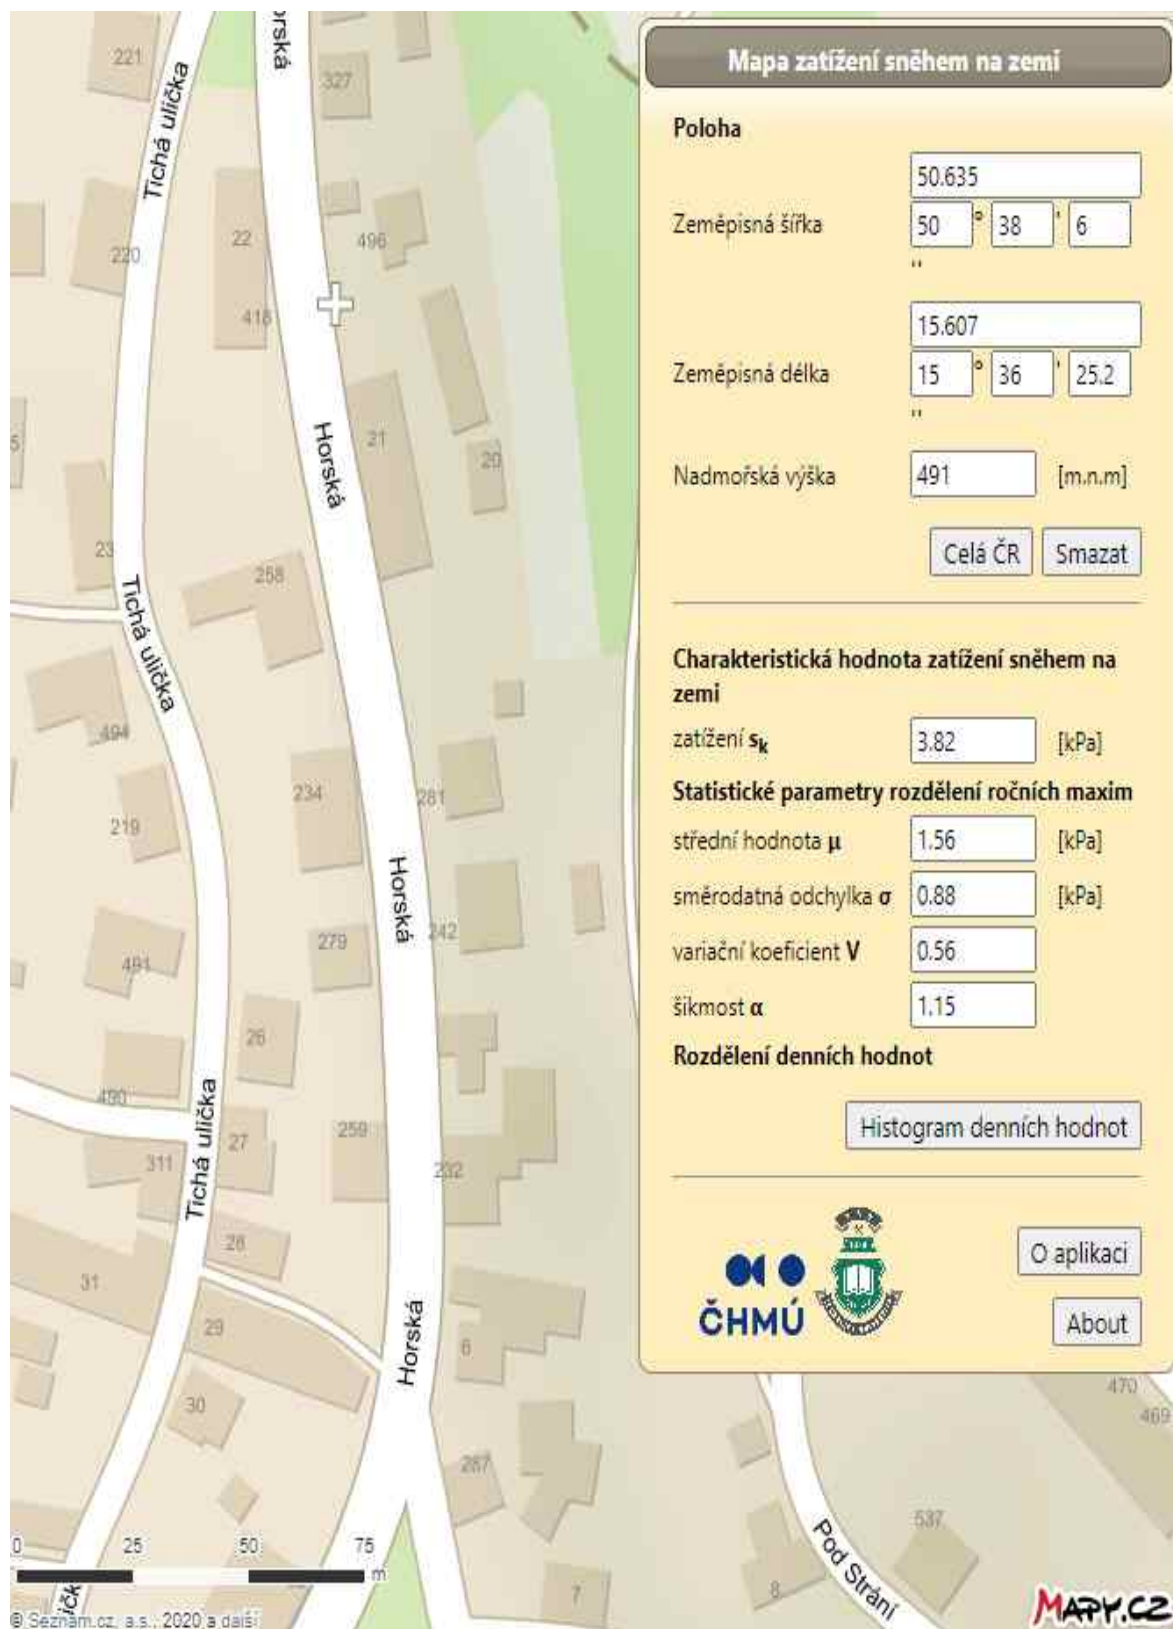 Mapa zatížení sněhem na zemi
Poloha
50.635
Zeměpisná šířka 50 ° 38 ' 6
''
15.607
Zeměpisná délka 15 ° 36 ' 25.2
''
Nadmořská výška 491 [m.n.m]
Celá ČR Smazat
Charakteristická hodnota zatížení sněhem na
zemi
zatížení sk 3.82 [kPa]
Statistické parametry rozdělení ročních maxim
střední hodnota μ 1.56 [kPa]
směrodatná odchylka σ 0.88 [kPa]
variační koeficient V 0.56
šikmost α 1.15
Rozdělení denních hodnot
Histogram denních hodnot
ČHMÚ
O aplikaci
About
221
Tichá ulička
rská
327
220
22
496
418
Horská
21
20
5
23
258
Tichá ulička
494
234
281
219
Horská
279
242
491
26
490
Tichá ulička
27
259
311
232
28
31
29
Horská
6
30
287
470
469
537
Pod Strání
8
7
0 25 50 75
m
ičk
© Seznam.cz, a.s., 2020 a další
Mapy.cz